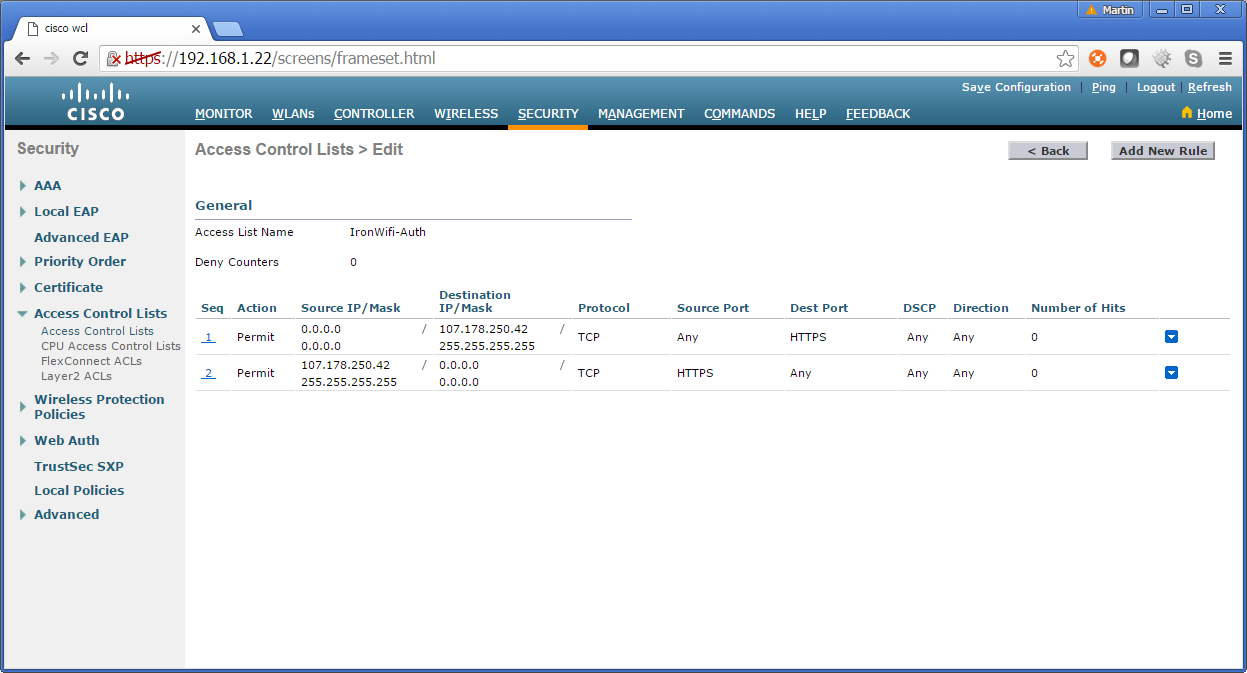 Martin
cisco wcl
https://192.168.1.22/screens/frameset.html
Save Configuration | Ping | Logout | Refresh
CISCO
MONITOR WLANs CONTROLLER WIRELESS SECURITY MANAGEMENT COMMANDS HELP FEEDBACK Home
Security
AAA
Local EAP
Advanced EAP
Priority Order
Certificate
Access Control Lists
Access Control Lists
CPU Access Control Lists
FlexConnect ACLs
Layer2 ACLs
Wireless Protection
Policies
Web Auth
TrustSec SXP
Local Policies
Advanced
Access Control Lists > Edit
< Back Add New Rule
General
Access List Name IronWifi-Auth
Deny Counters 0
Seq Action Source IP/Mask Destination IP/Mask Protocol Source Port Dest Port DSCP Direction Number of Hits
1 Permit 0.0.0.0 / 107.178.250.42 / TCP Any HTTPS Any Any 0
0.0.0.0 255.255.255.255
2 Permit 107.178.250.42 / 0.0.0.0 / TCP HTTPS Any Any Any 0
255.255.255.255 0.0.0.0